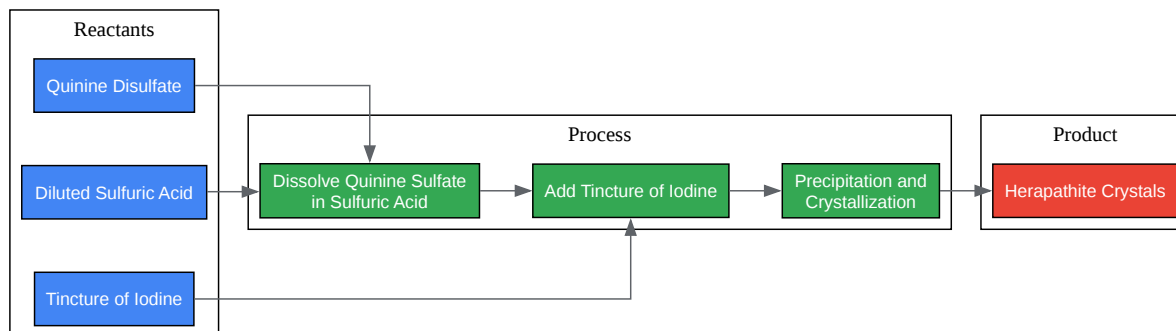 Reactants
Quinine Disulfate
Diluted Sulfuric Acid
Tincture of Iodine
Process
Dissolve Quinine Sulfate
in Sulfuric Acid
Add Tincture of Iodine
Precipitation and
Crystallization
Product
Herapathite Crystals